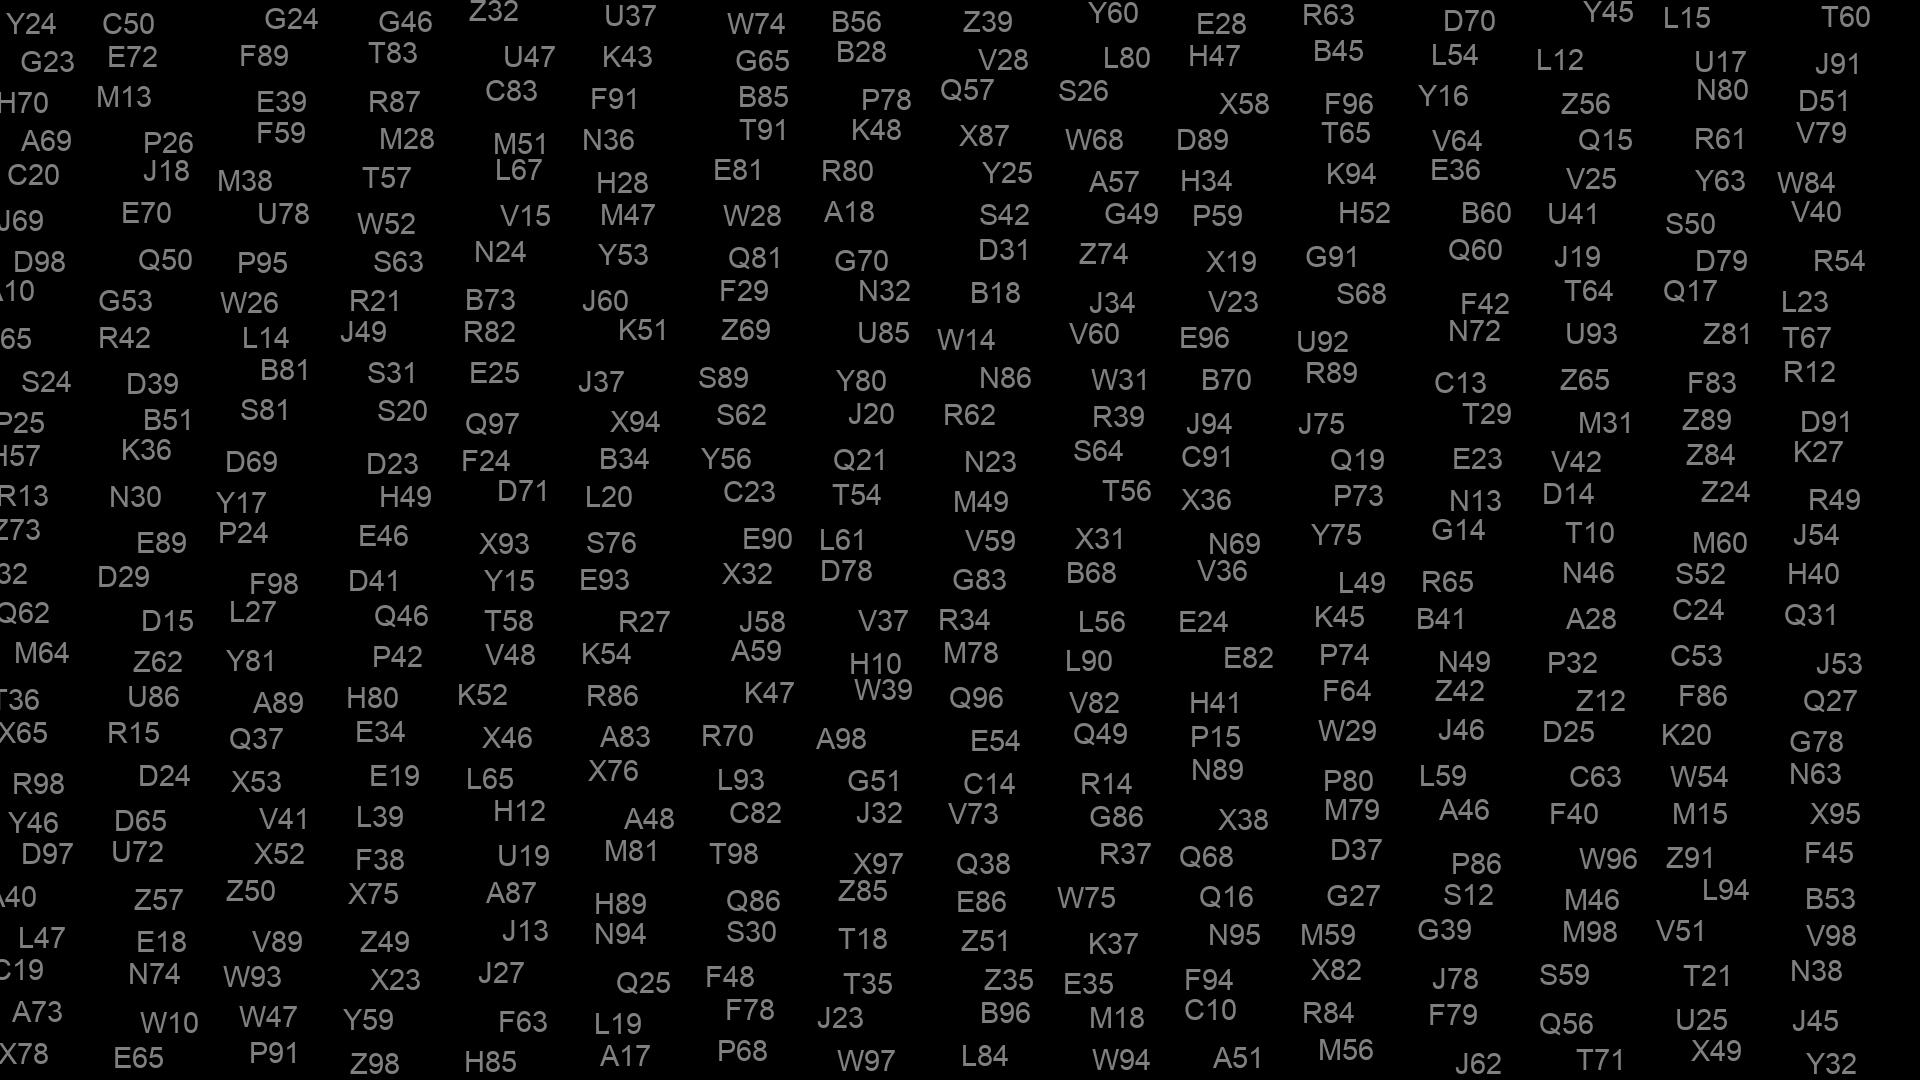 Y24 C50 G24 G46 Z32 U37 W74 B56 Z39 Y60 E28 R63 D70 Y45 L15 T60
G23 E72 F89 T83 U47 K43 G65 B28 V28 L80 H47 B45 L54 L12 U17 J91
H70 M13 E39 R87 C83 F91 B85 P78 Q57 S26 X58 F96 Y16 Z56 N80 D51
A69 P26 F59 M28 M51 N36 T91 K48 X87 W68 D89 T65 V64 Q15 R61 V79
C20 J18 M38 T57 L67 H28 E81 R80 Y25 A57 H34 K94 E36 V25 Y63 W84
J69 E70 U78 W52 V15 M47 W28 A18 S42 G49 P59 H52 B60 U41 S50 V40
D98 Q50 P95 S63 N24 Y53 Q81 G70 D31 Z74 X19 G91 Q60 J19 D79 R54
A10 G53 W26 R21 B73 J60 F29 N32 B18 J34 V23 S68 F42 T64 Q17 L23
65 R42 L14 J49 R82 K51 Z69 U85 W14 V60 E96 U92 N72 U93 Z81 T67
S24 D39 B81 S31 E25 J37 S89 Y80 N86 W31 B70 R89 C13 Z65 F83 R12
P25 B51 S81 S20 Q97 X94 S62 J20 R62 R39 J94 J75 T29 M31 Z89 D91
H57 K36 D69 D23 F24 B34 Y56 Q21 N23 S64 C91 Q19 E23 V42 Z84 K27
R13 N30 Y17 H49 D71 L20 C23 T54 M49 T56 X36 P73 N13 D14 Z24 R49
Z73 E89 P24 E46 X93 S76 E90 L61 V59 X31 N69 Y75 G14 T10 M60 J54
32 D29 F98 D41 Y15 E93 X32 D78 G83 B68 V36 L49 R65 N46 S52 H40
Q62 D15 L27 Q46 T58 R27 J58 V37 R34 L56 E24 K45 B41 A28 C24 Q31
M64 Z62 Y81 P42 V48 K54 A59 H10 M78 L90 E82 P74 N49 P32 C53 J53
T36 U86 A89 H80 K52 R86 K47 W39 Q96 V82 H41 F64 Z42 Z12 F86 Q27
X65 R15 Q37 E34 X46 A83 R70 A98 E54 Q49 P15 W29 J46 D25 K20 G78
R98 D24 X53 E19 L65 X76 L93 G51 C14 R14 N89 P80 L59 C63 W54 N63
Y46 D65 V41 L39 H12 A48 C82 J32 V73 G86 X38 M79 A46 F40 M15 X95
D97 U72 X52 F38 U19 M81 T98 X97 Q38 R37 Q68 D37 P86 W96 Z91 F45
A40 Z57 Z50 X75 A87 H89 Q86 Z85 E86 W75 Q16 G27 S12 M46 L94 B53
L47 E18 V89 Z49 J13 N94 S30 T18 Z51 K37 N95 M59 G39 M98 V51 V98
C19 N74 W93 X23 J27 Q25 F48 T35 Z35 E35 F94 X82 J78 S59 T21 N38
A73 W10 W47 Y59 F63 L19 F78 J23 B96 M18 C10 R84 F79 Q56 U25 J45
X78 E65 P91 Z98 H85 A17 P68 W97 L84 W94 A51 M56 J62 T71 X49 Y32